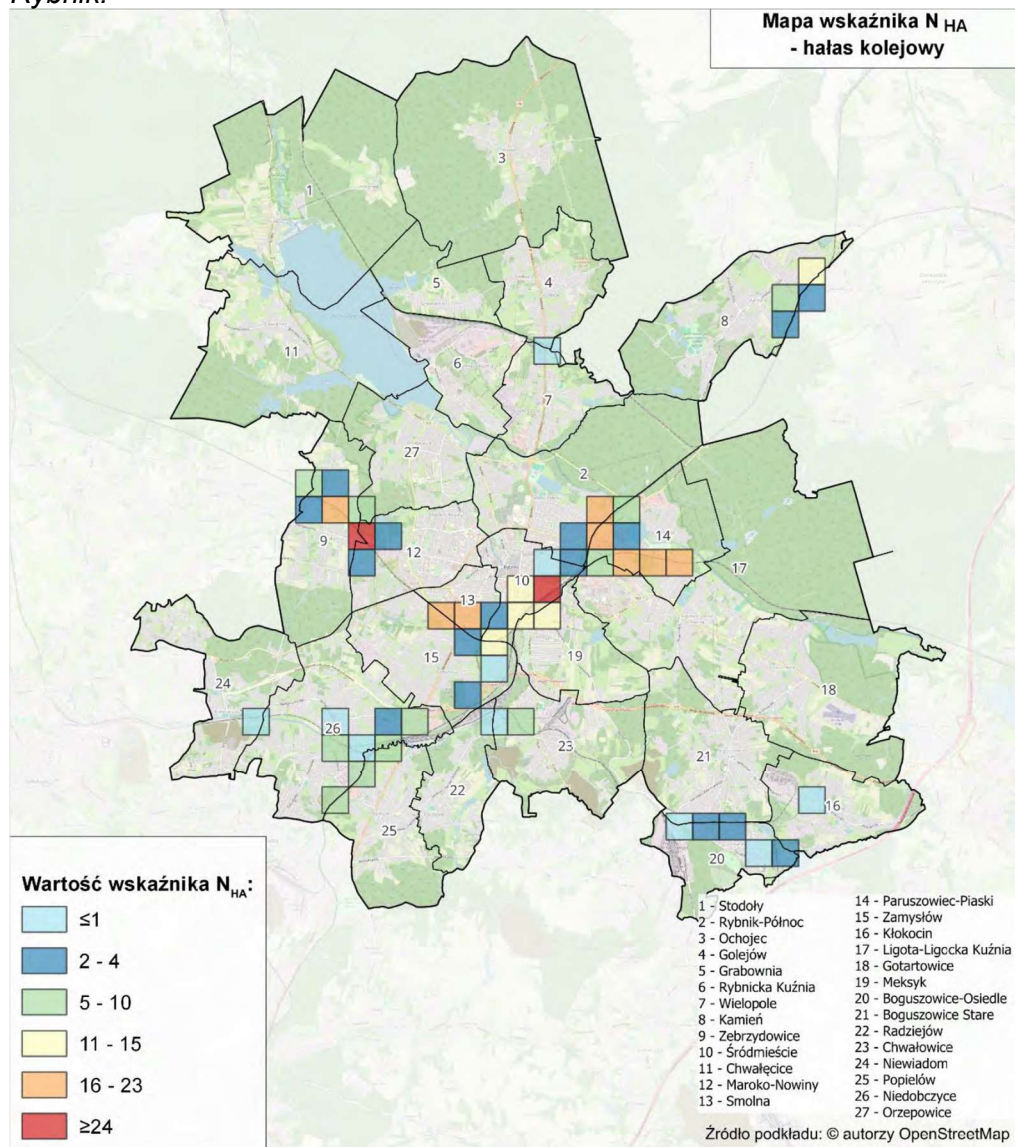 Rybnik.
Mapa wskaźnika N HA
- hałas kolejowy
3
1
5
4
8
11
6
7
27
2
9
12
14
10
17
13
15
19
24
18
26
23
21
22
16
25
20
Wartość wskaźnika NHA:
≤1
2 - 4
5 - 10
11 - 15
16 - 23
≥24
1 - Stodoły
2 - Rybnik-Północ
3 - Ochojec
4 - Golejów
5 - Grabownia
6 - Rybnicka Kuźnia
7 - Wielopole
8 - Kamień
9 - Zebrzydowice
10 - Śródmieście
11 - Chwałęcice
12 - Maroko-Nowiny
13 - Smolna
14 - Paruszowiec-Piaski
15 - Zamysłów
16 - Kłokocin
17 - Ligota-Ligocka Kuźnia
18 - Gotartowice
19 - Meksyk
20 - Boguszowice-Osiedle
21 - Boguszowice Stare
22 - Radziejów
23 - Chwałowice
24 - Niewiadom
25 - Popielów
26 - Niedobczyce
27 - Orzepowice
Źródło podkładu: © autorzy OpenStreetMap